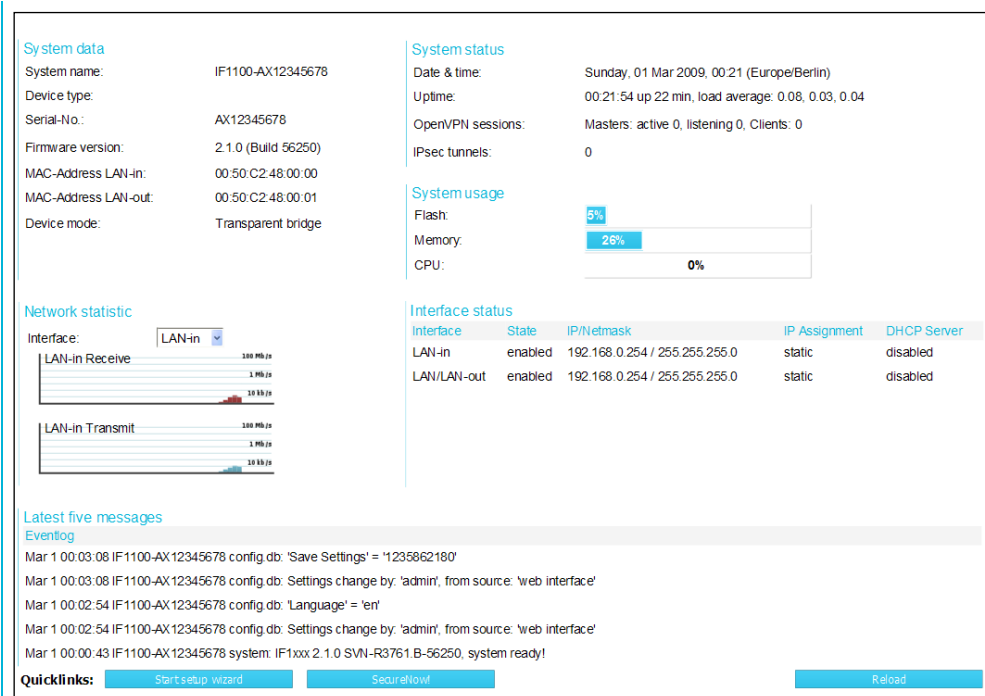 System data
System name: IF1100-AX12345678
Device type:
Serial-No.: AX12345678
Firmware version: 2.1.0 (Build 56250)
MAC-Address LAN-in: 00:50:C2:48:00:00
MAC-Address LAN-out: 00:50:C2:48:00:01
Device mode: Transparent bridge
System status
Date & time: Sunday, 01 Mar 2009, 00:21 (Europe/Berlin)
Uptime: 00:21:54 up 22 min, load average: 0.08, 0.03, 0.04
OpenVPN sessions: Masters: active 0, listening 0, Clients: 0
IPsec tunnels: 0
System usage
Flash: 5%
Memory: 26%
CPU: 0%
Network statistic
Interface: LAN-in
LAN-in Receive
100 Mb/s
1 Mb/s
10 kb/s
LAN-in Transmit
100 Mb/s
1 Mb/s
10 kb/s
Interface status
Interface State IP/Netmask IP Assignment DHCP Server
LAN-in enabled 192.168.0.254 / 255.255.255.0 static disabled
LAN/LAN-out enabled 192.168.0.254 / 255.255.255.0 static disabled
Latest five messages
Eventlog
Mar 1 00:03:08 IF1100-AX12345678 config.db: 'Save Settings' = '1235862180'
Mar 1 00:03:08 IF1100-AX12345678 config.db: Settings change by: 'admin', from source: 'web interface'
Mar 1 00:02:54 IF1100-AX12345678 config.db: 'Language' = 'en'
Mar 1 00:02:54 IF1100-AX12345678 config.db: Settings change by: 'admin', from source: 'web interface'
Mar 1 00:00:43 IF1100-AX12345678 system: IF1xxx 2.1.0 SVN-R3761.B-56250, system ready!
Quicklinks: Start setup wizard SecureNow! Reload